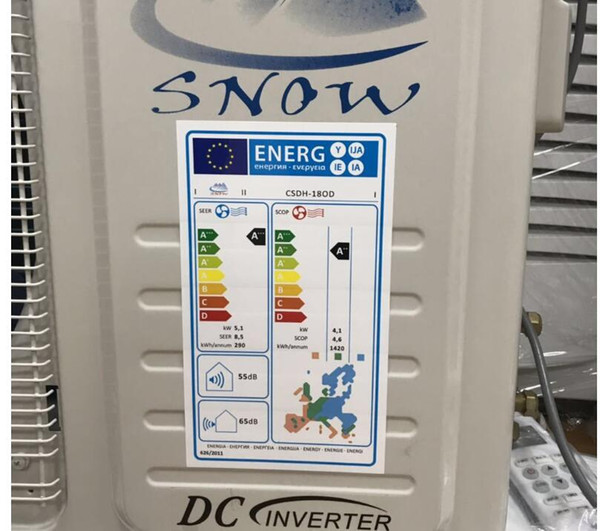 SNOW
ENERG Y IJA
енергия · ενεργεια IE IA
I II CSDH-18OD I
SEER SCOP
A+++ A+++ A+++
A++ A++ A++
A+ A+
A A
B B
C C
D D
kW 5,1 kW 4,1
SEER 8,5 SCOP 4,6
kWh/annum 290 kWh/annum 1420
55dB
65dB
ENERGIA · ЕНЕРГИЯ · ΕΝΕΡΓΕΙΑ · ENERGIJA · ENERGY · ENERGIE · ENERGI
626/2011
DC INVERTER